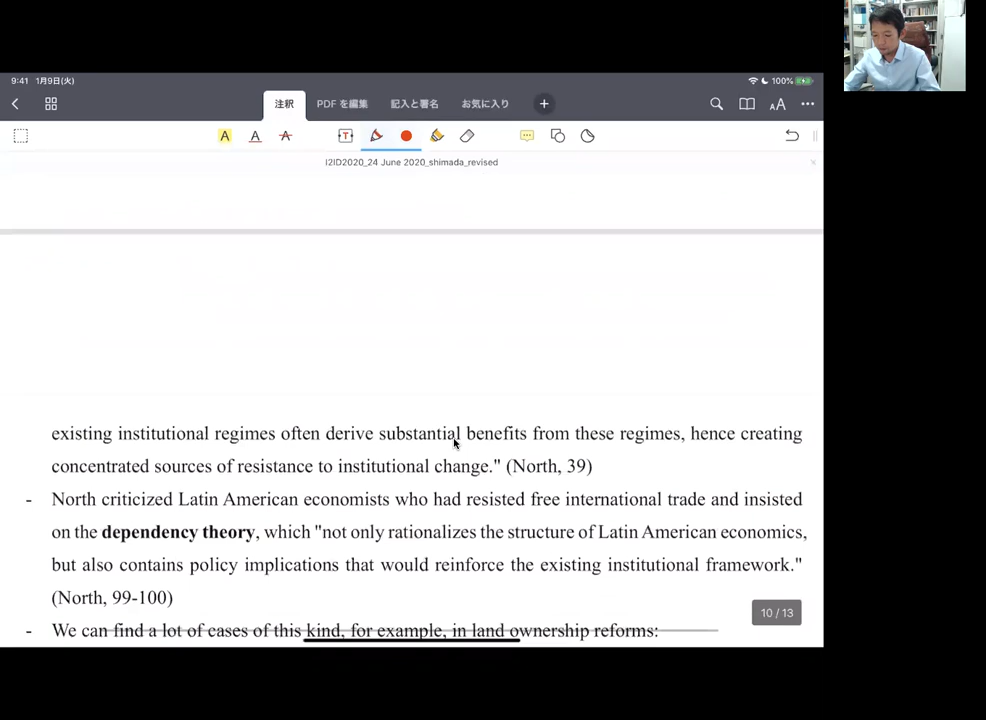 9:41 1月9日(火) 100%
注釈 PDF を編集 記入と署名 お気に入り
I2ID2020_24 June 2020_shimada_revised
existing institutional regimes often derive substantial benefits from these regimes, hence creating
concentrated sources of resistance to institutional change." (North, 39)
- North criticized Latin American economists who had resisted free international trade and insisted
on the dependency theory, which "not only rationalizes the structure of Latin American economics,
but also contains policy implications that would reinforce the existing institutional framework."
(North, 99-100)
10 / 13
- We can find a lot of cases of this kind, for example, in land ownership reforms: